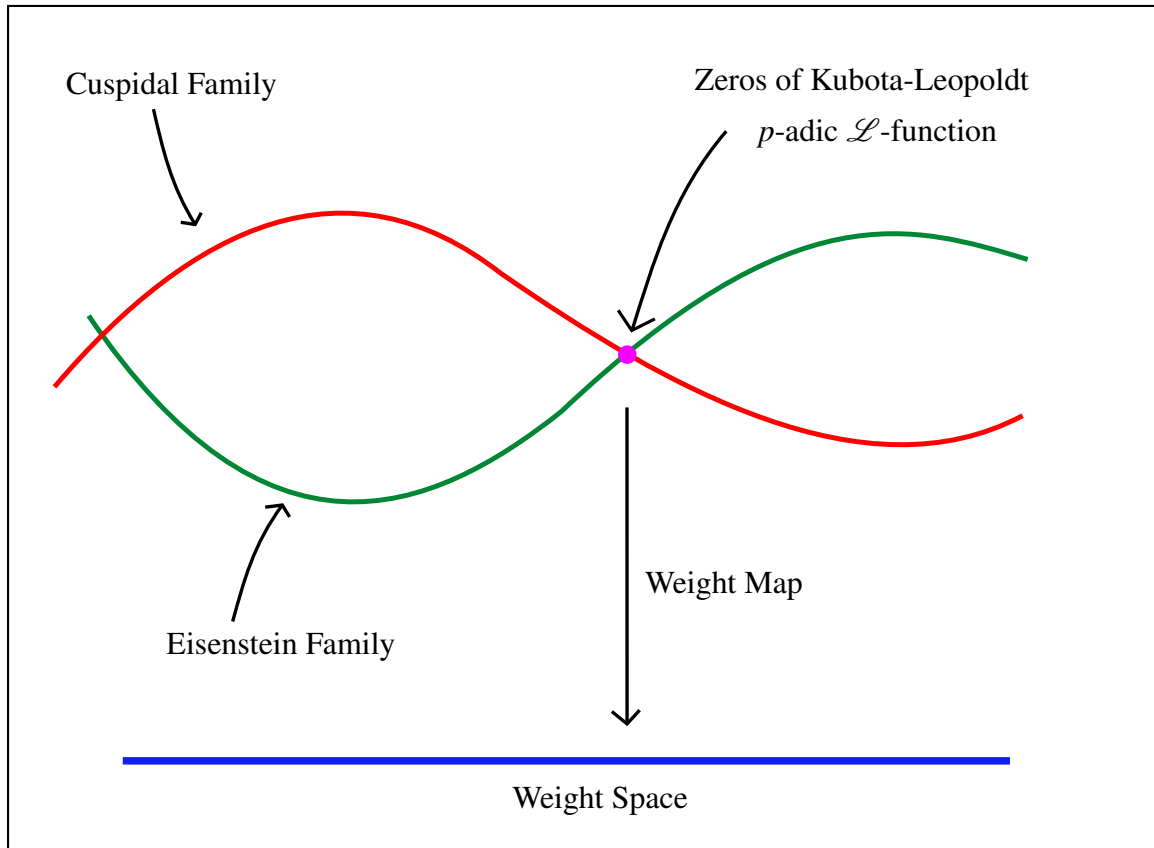 Cuspidal Family
Zeros of Kubota-Leopoldt
p-adic ℒ-function
Weight Map
Eisenstein Family
Weight Space